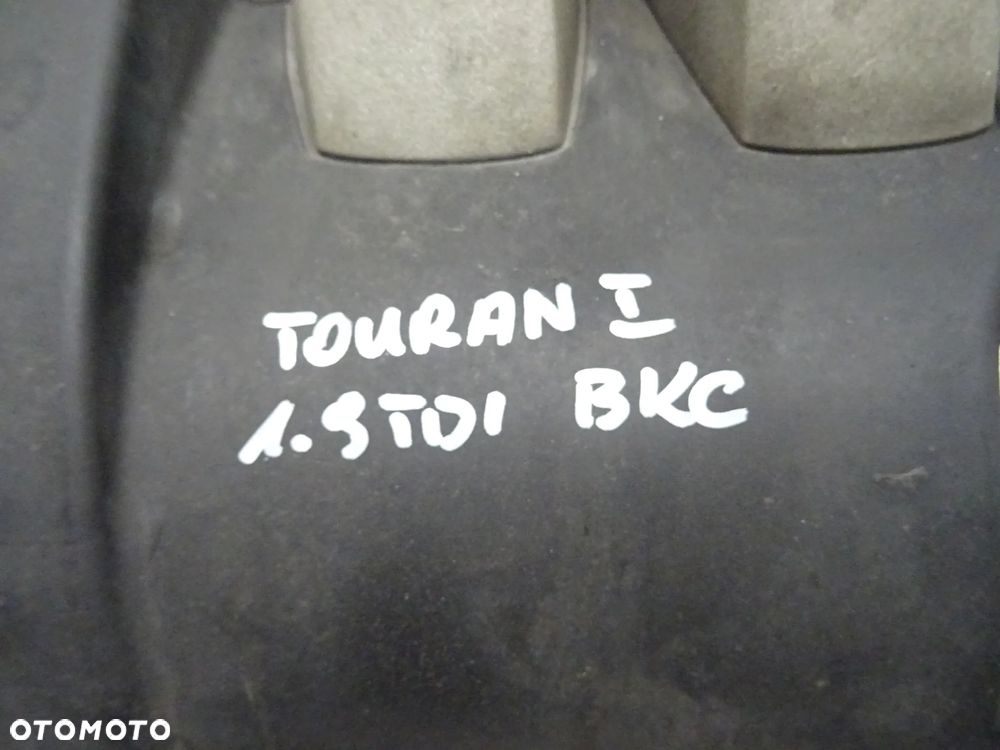 TOURAN I
1.9TDI BKC
OTOMOTO